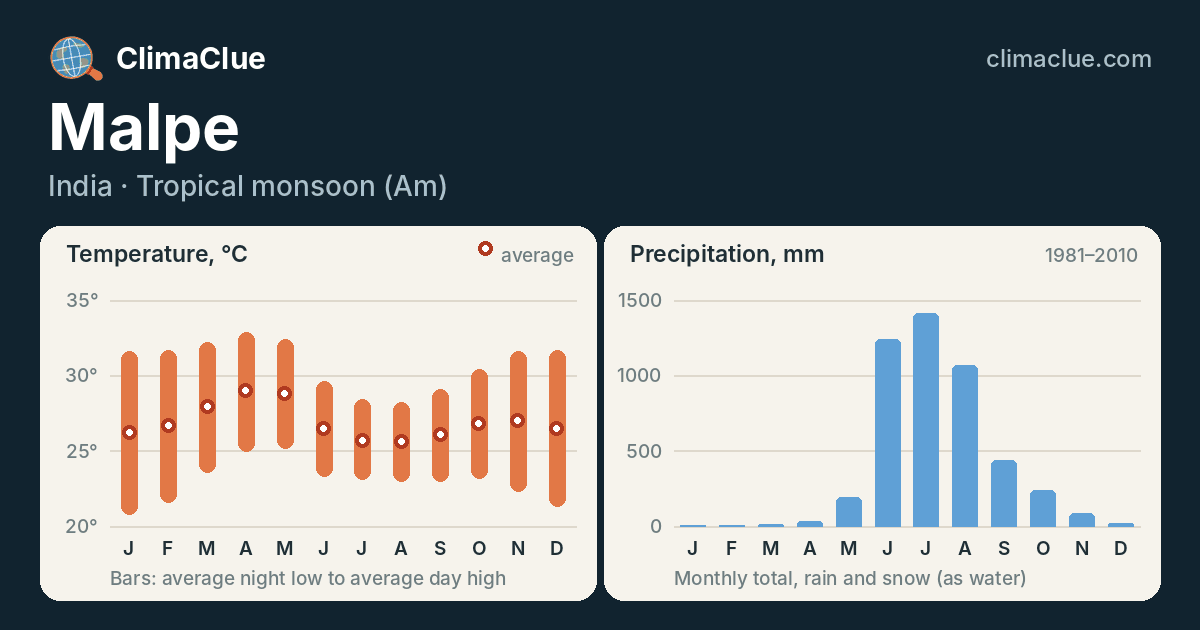 ClimaClue
climaclue.com
Malpe
India · Tropical monsoon (Am)
Temperature, °C
average
35°
30°
25°
20°
J F M A M J J A S O N D
Bars: average night low to average day high
Precipitation, mm
1981–2010
1500
1000
500
0
J F M A M J J A S O N D
Monthly total, rain and snow (as water)